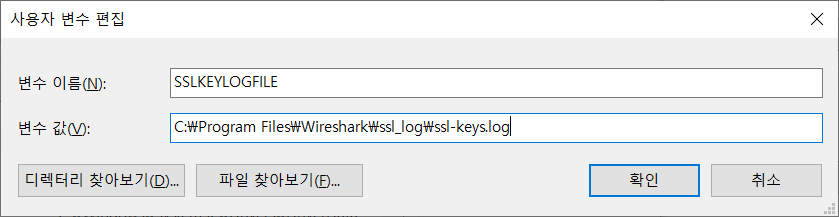 사용자 변수 편집
변수 이름(N):
SSLKEYLOGFILE
변수 값(V):
C:₩Program Files₩Wireshark₩ssl_log₩ssl-keys.log
디렉터리 찾아보기(D)...
파일 찾아보기(F)...
확인
취소